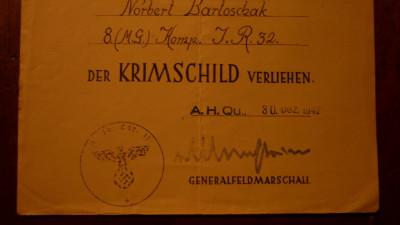 Norbert Bartoschak
8.(M.G.) Komp. I.R. 32.
DER KRIMSCHILD VERLIEHEN.
A.H.Qu., 30. DEZ. 1942
GENERALFELDMARSCHALL